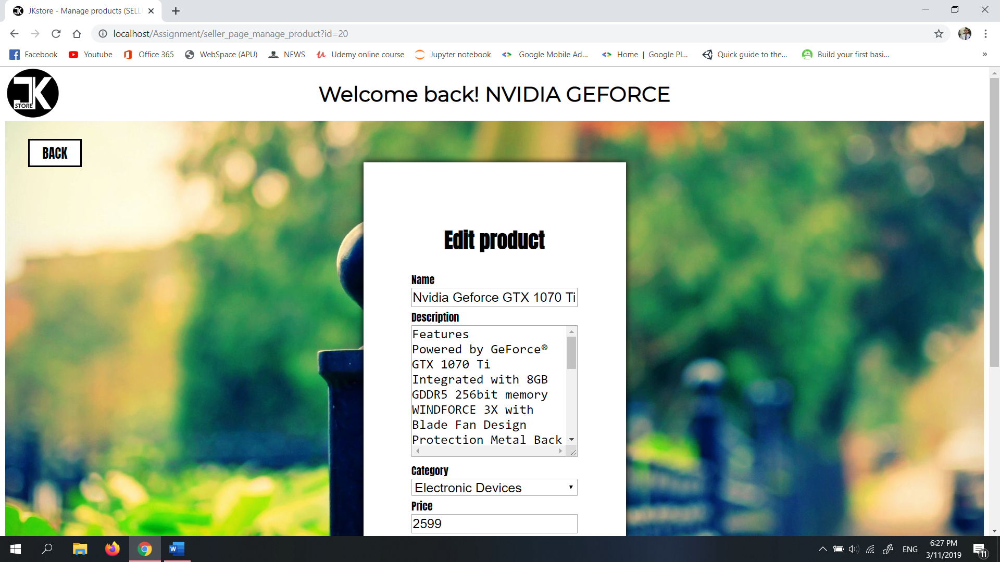 JKstore - Manage products (SELL
localhost/Assignment/seller_page_manage_product?id=20
Facebook
Youtube
Office 365
WebSpace (APU)
NEWS
Udemy online course
Jupyter notebook
Google Mobile Ad...
Home | Google Pl...
Quick guide to the...
Build your first basi...
»
JK
STORE
Welcome back! NVIDIA GEFORCE
BACK
Edit product
Name
Nvidia Geforce GTX 1070 Ti
Description
Features
Powered by GeForce®
GTX 1070 Ti
Integrated with 8GB
GDDR5 256bit memory
WINDFORCE 3X with
Blade Fan Design
Protection Metal Back
Category
Electronic Devices
Price
2599
ENG
6:27 PM
3/11/2019
11